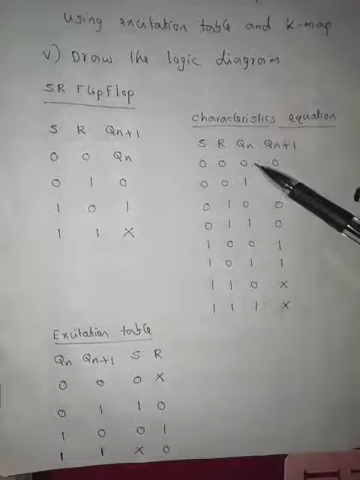 using excitation table and k-map
v) Draw the logic diagram
SR FlipFlop
S R Qn+1
0 0 Qn
0 1 0
1 0 1
1 1 X
characteristics equation
S R Qn Qn+1
0 0 0 0
0 0 1
0 1 0 0
0 1 1 0
1 0 0 1
1 0 1 1
1 1 0 X
1 1 1 X
Excitation table
Qn Qn+1 S R
0 0 0 X
0 1 1 0
1 0 0 1
1 1 X 0